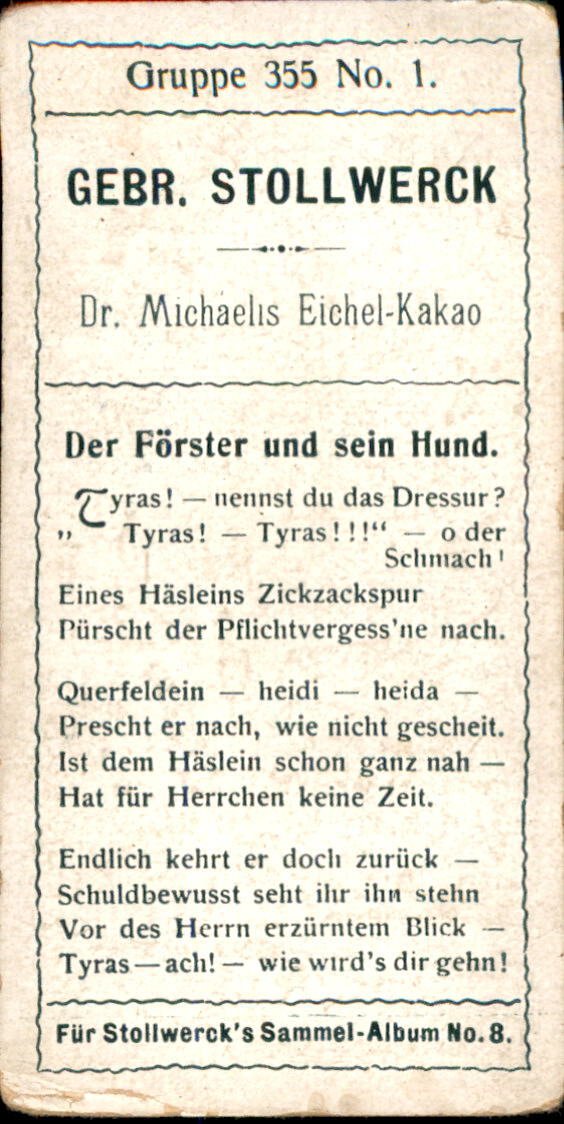 Gruppe 355 No. 1.
GEBR. STOLLWERCK
Dr. Michaelis Eichel-Kakao
Der Förster und sein Hund.
„Tyras! — nennst du das Dressur?
Tyras! — Tyras!!!“ — o der
Schmach!
Eines Häsleins Zickzackspur
Pürscht der Pflichtvergess'ne nach.
Querfeldein — heidi — heida —
Prescht er nach, wie nicht gescheit.
Ist dem Häslein schon ganz nah —
Hat für Herrchen keine Zeit.
Endlich kehrt er doch zurück —
Schuldbewusst seht ihr ihn stehn
Vor des Herrn erzürntem Blick —
Tyras — ach! — wie wird's dir gehn!
Für Stollwerck's Sammel-Album No. 8.